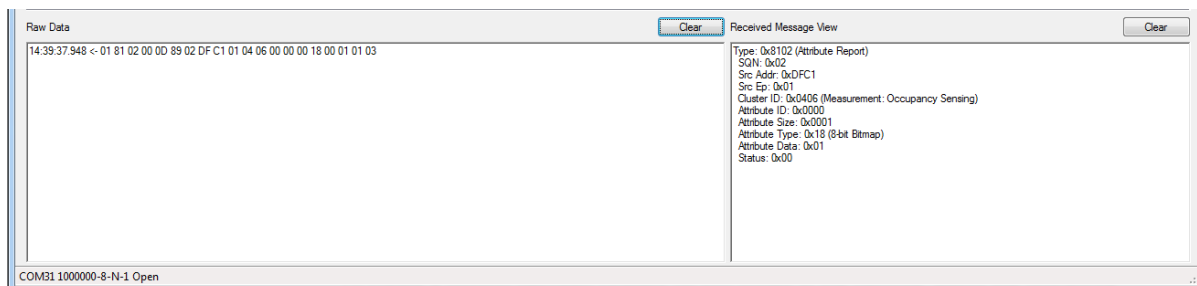 Raw Data
Clear
14:39:37.948 <- 01 81 02 00 0D 89 02 DF C1 01 04 06 00 00 00 18 00 01 01 03
Received Message View
Clear
Type: 0x8102 (Attribute Report)
SQN: 0x02
Src Addr: 0xDFC1
Src Ep: 0x01
Cluster ID: 0x0406 (Measurement: Occupancy Sensing)
Attribute ID: 0x0000
Attribute Size: 0x0001
Attribute Type: 0x18 (8-bit Bitmap)
Attribute Data: 0x01
Status: 0x00
COM31 1000000-8-N-1 Open